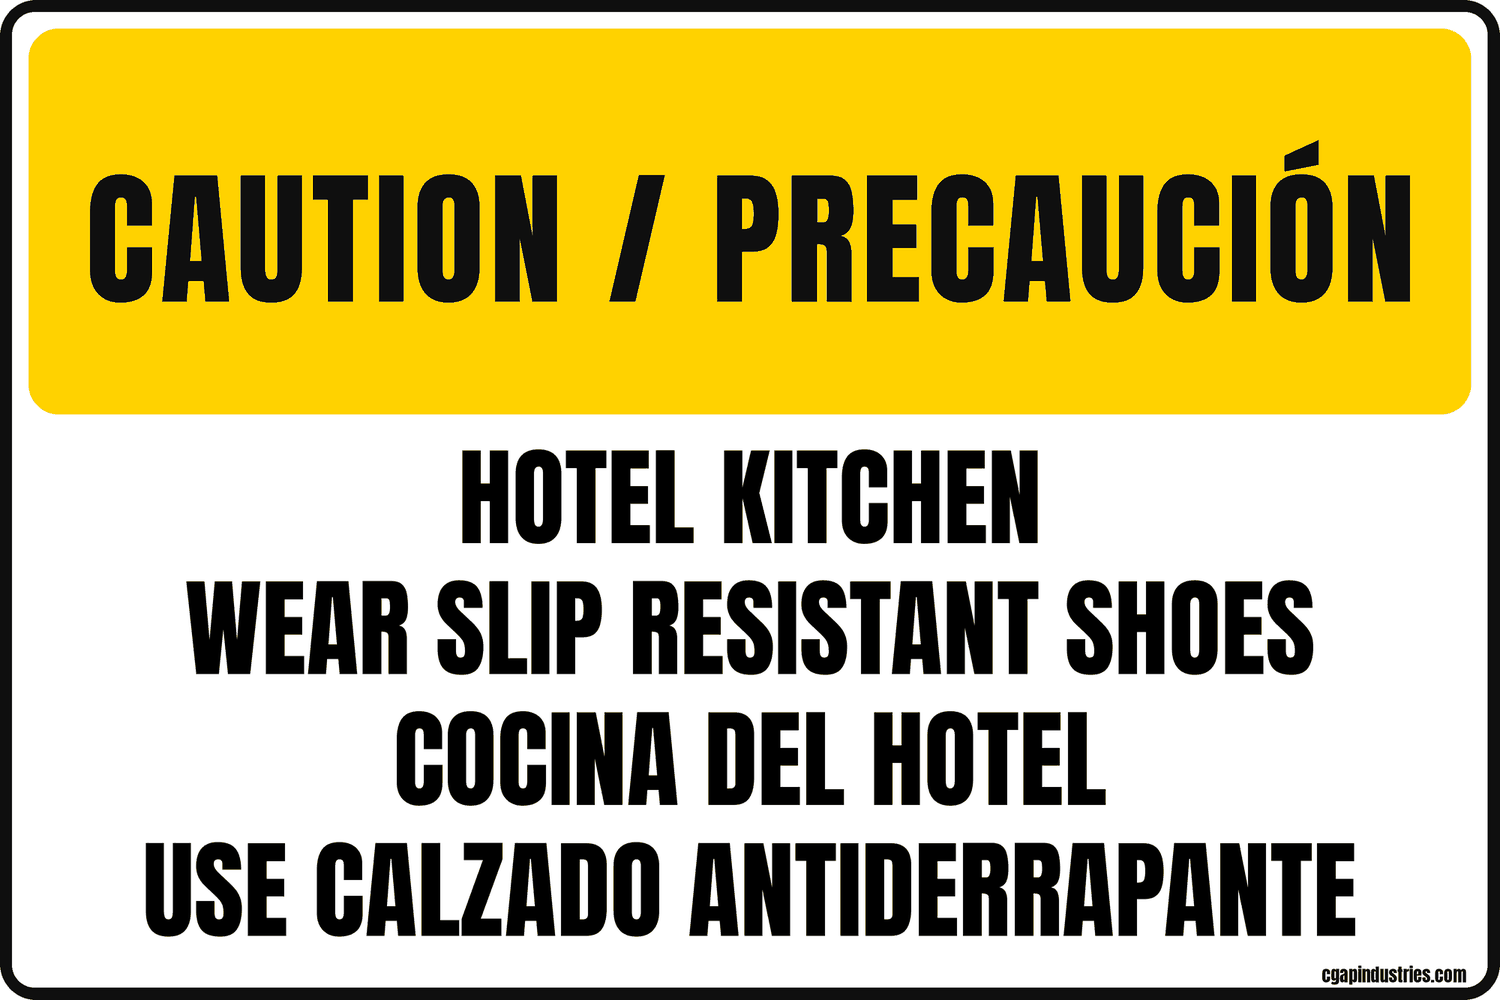 CAUTION / PRECAUCIÓN
HOTEL KITCHEN
WEAR SLIP RESISTANT SHOES
COCINA DEL HOTEL
USE CALZADO ANTIDERRAPANTE
cgapindustries.com